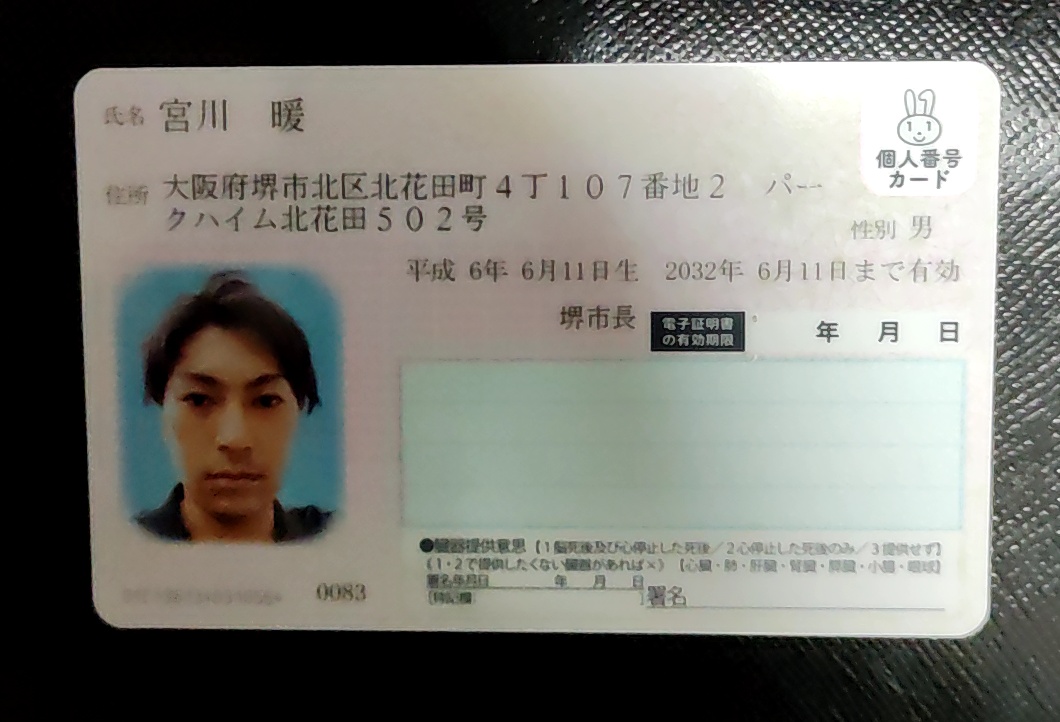 氏名 宮川 暖
個人番号
カード
住所 大阪府堺市北区北花田町4丁107番地2 パー
クハイム北花田502号
性別 男
平成 6年 6月11日生 2032年 6月11日まで有効
堺市長
電子証明書
の有効期限
年 月 日
●臓器提供意思【1脳死後及び心停止した死後/2心停止した死後のみ/3提供せず】
《1・2で提供したくない臓器があれば×》【心臓・肺・肝臓・腎臓・膵臓・小腸・眼球】
署名年月日 年 月 日
【特記欄: 】署名
0083